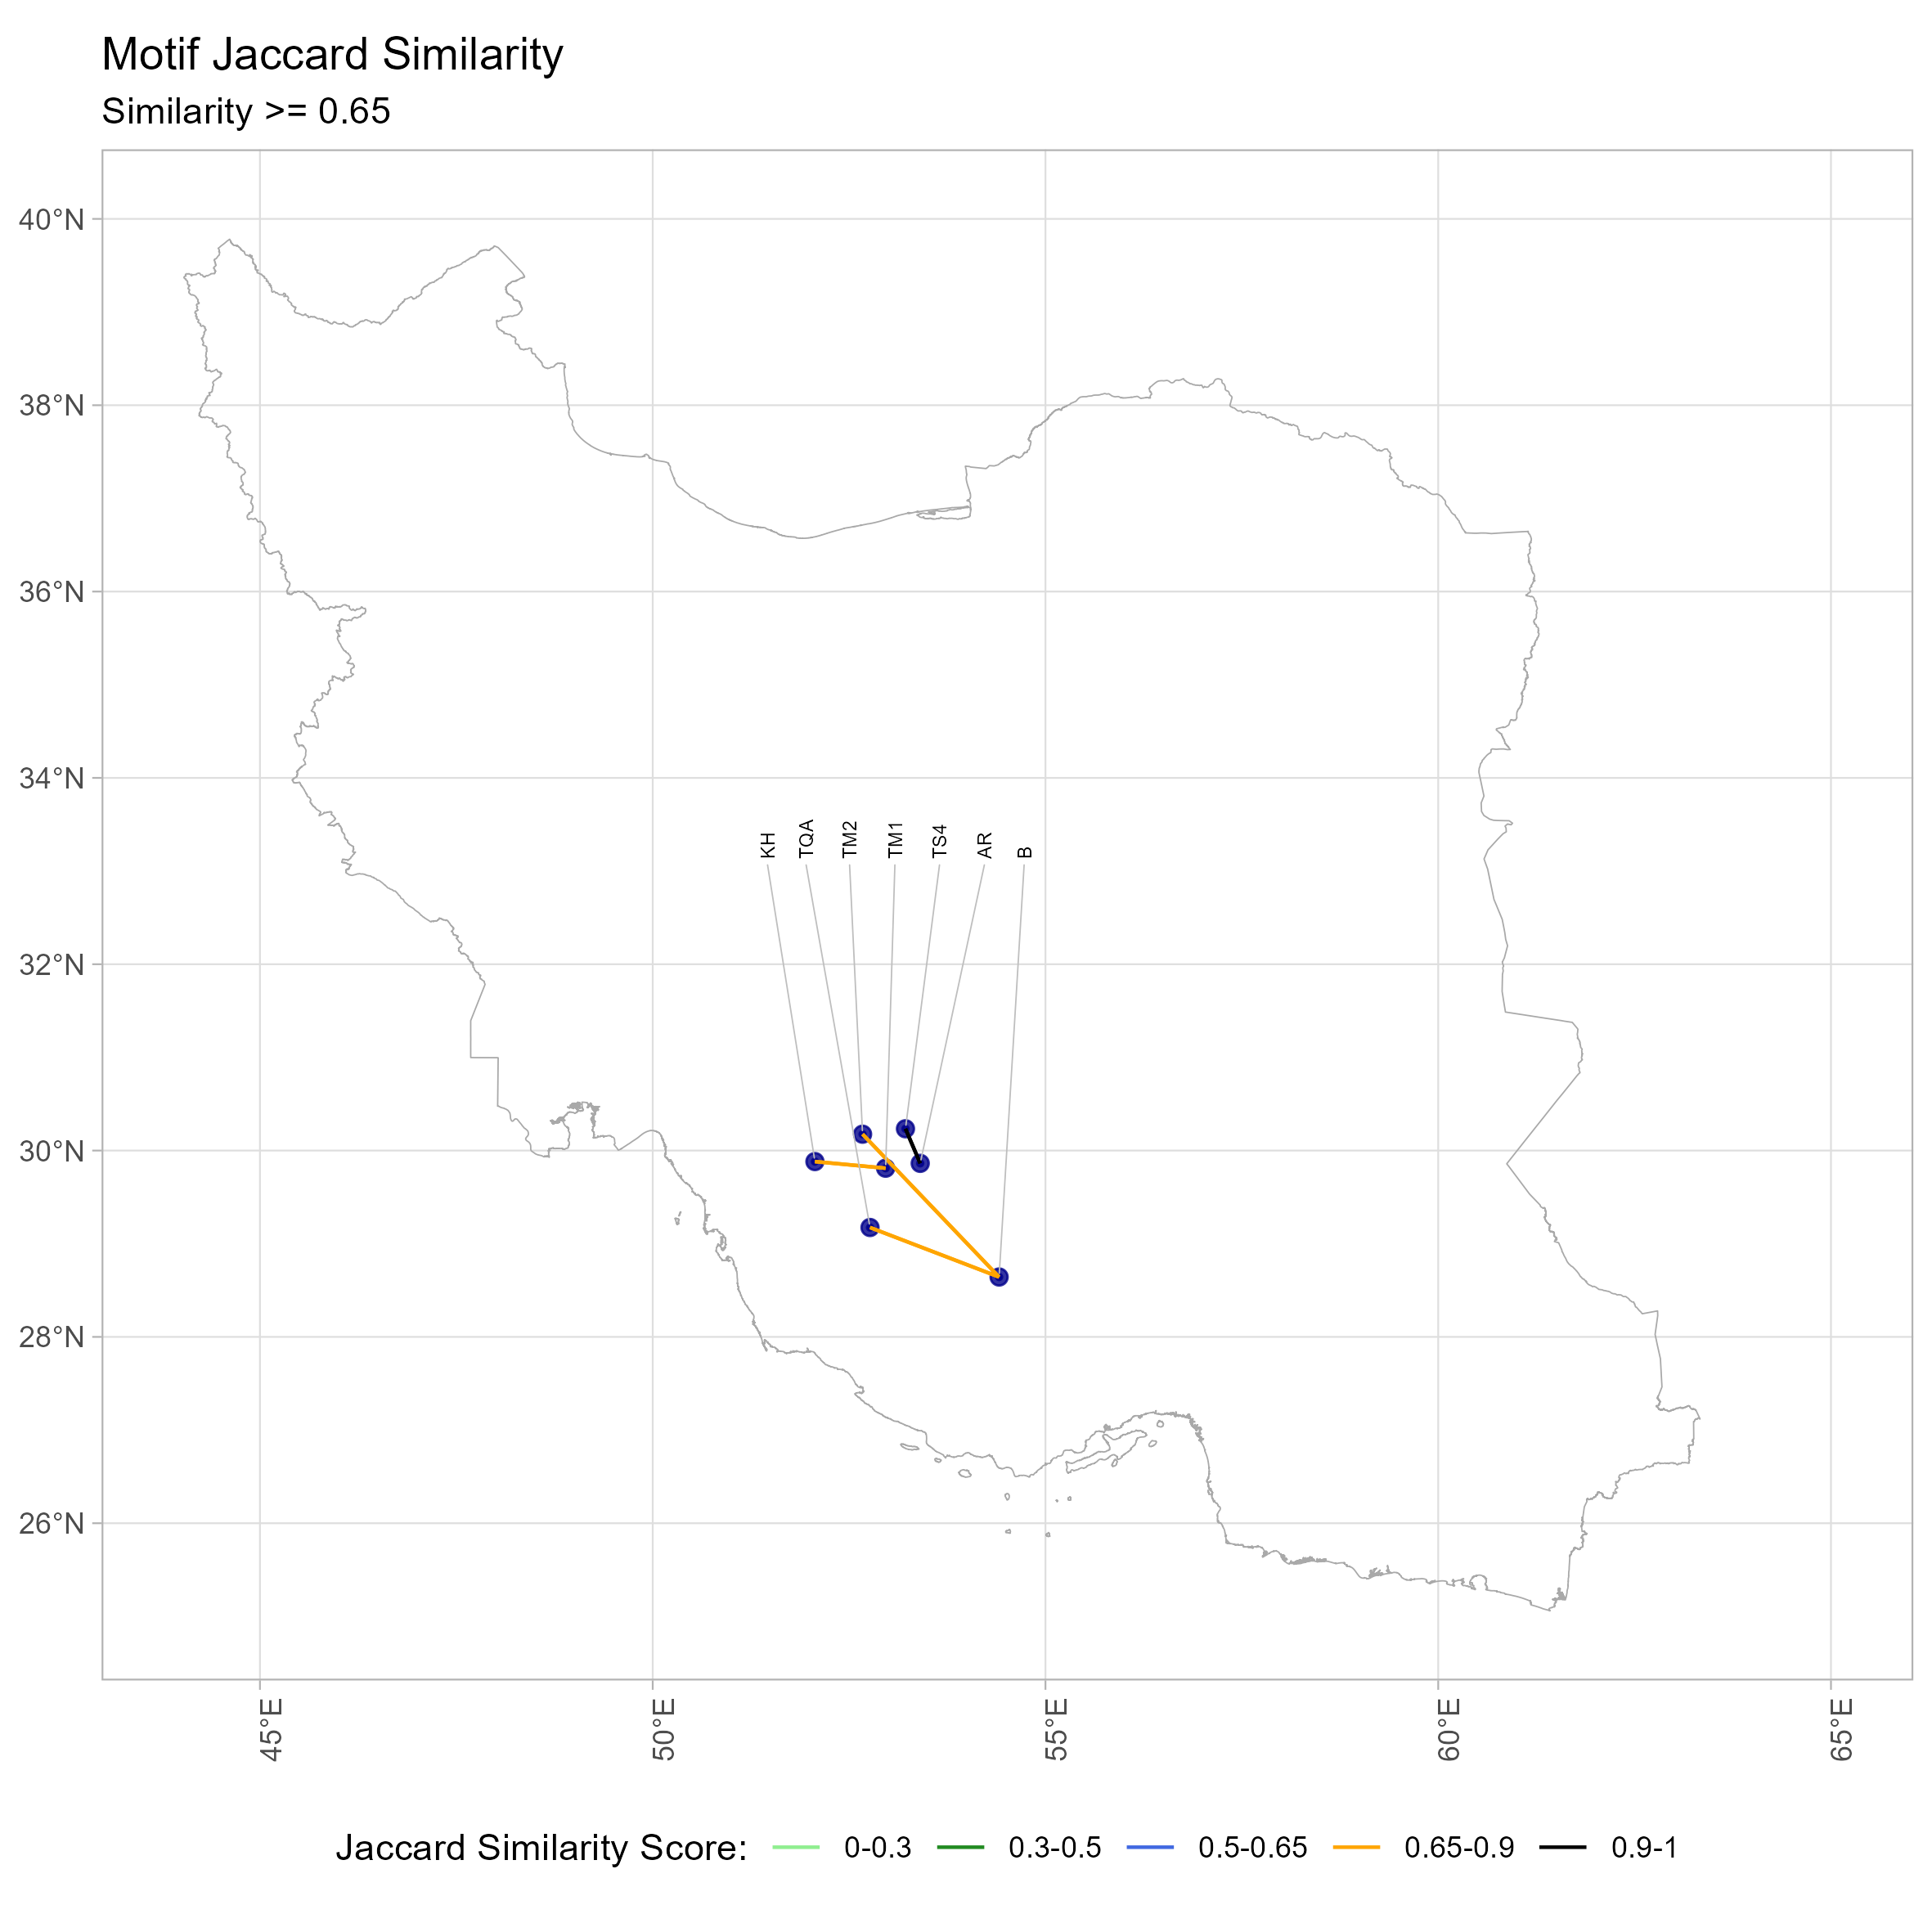 Motif Jaccard Similarity
Similarity >= 0.65
40°N
38°N
36°N
34°N
32°N
30°N
28°N
26°N
KH
TQA
TM2
TM1
TS4
AR
B
45°E
50°E
55°E
60°E
65°E
Jaccard Similarity Score: 0-0.3 0.3-0.5 0.5-0.65 0.65-0.9 0.9-1